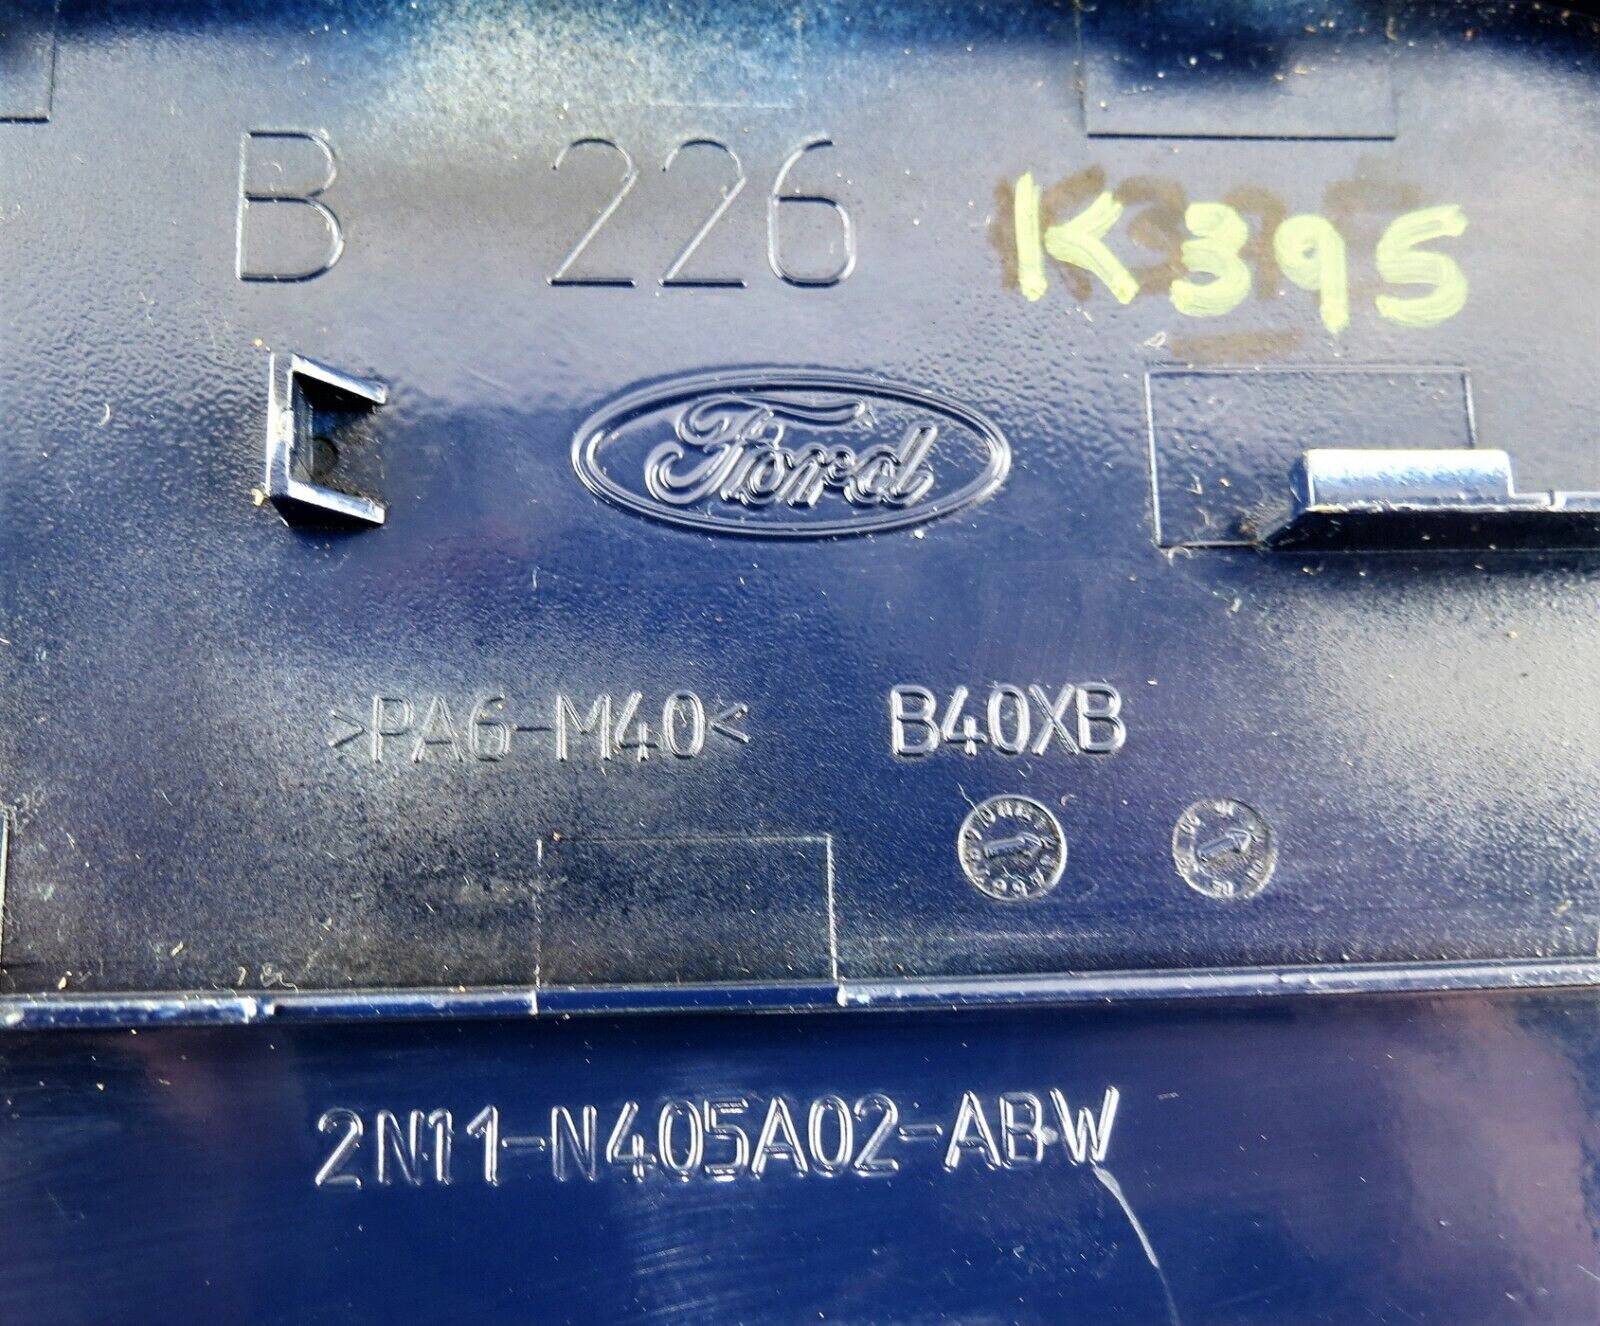 B 226
K395
Ford
>PA6-M40< B40XB
2N11-N405A02-ABW